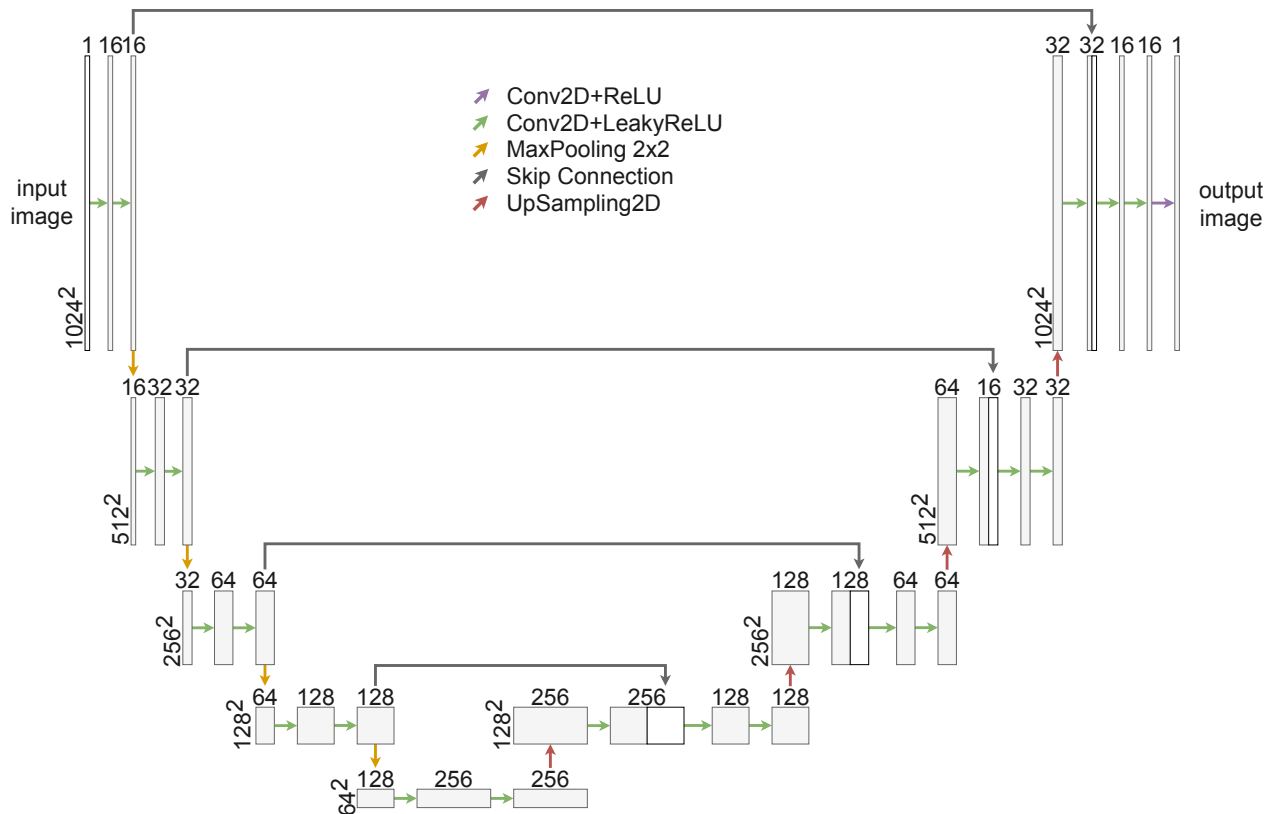 1 16 16
32 32 16 16 1
Conv2D+ReLU
Conv2D+LeakyReLU
MaxPooling 2x2
Skip Connection
UpSampling2D
input
image
output
image
1024²
1024²
16 32 32
64 16 32 32
512²
512²
32 64 64
128 128 64 64
256²
256²
64 128 128
256 256 128 128
128²
128²
128 256 256
64²